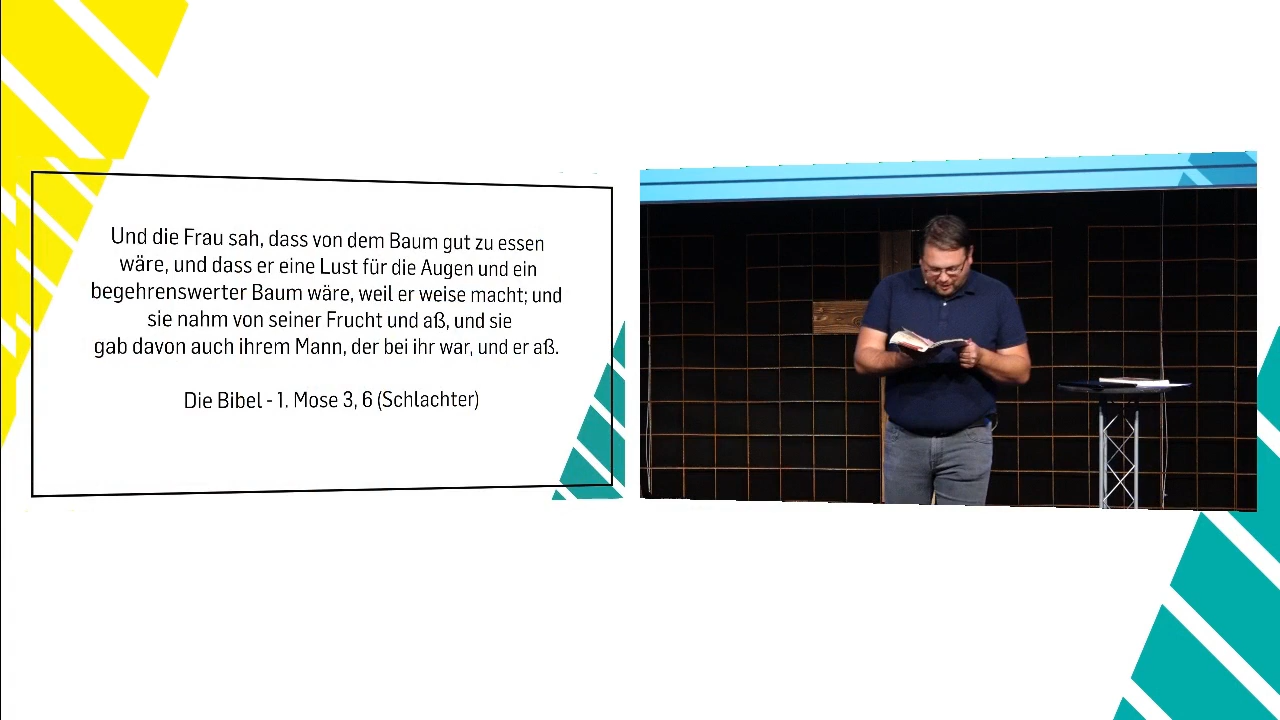 Und die Frau sah, dass von dem Baum gut zu essen
wäre, und dass er eine Lust für die Augen und ein
begehrenswerter Baum wäre, weil er weise macht; und
sie nahm von seiner Frucht und aß, und sie
gab davon auch ihrem Mann, der bei ihr war, und er aß.
Die Bibel - 1. Mose 3, 6 (Schlachter)